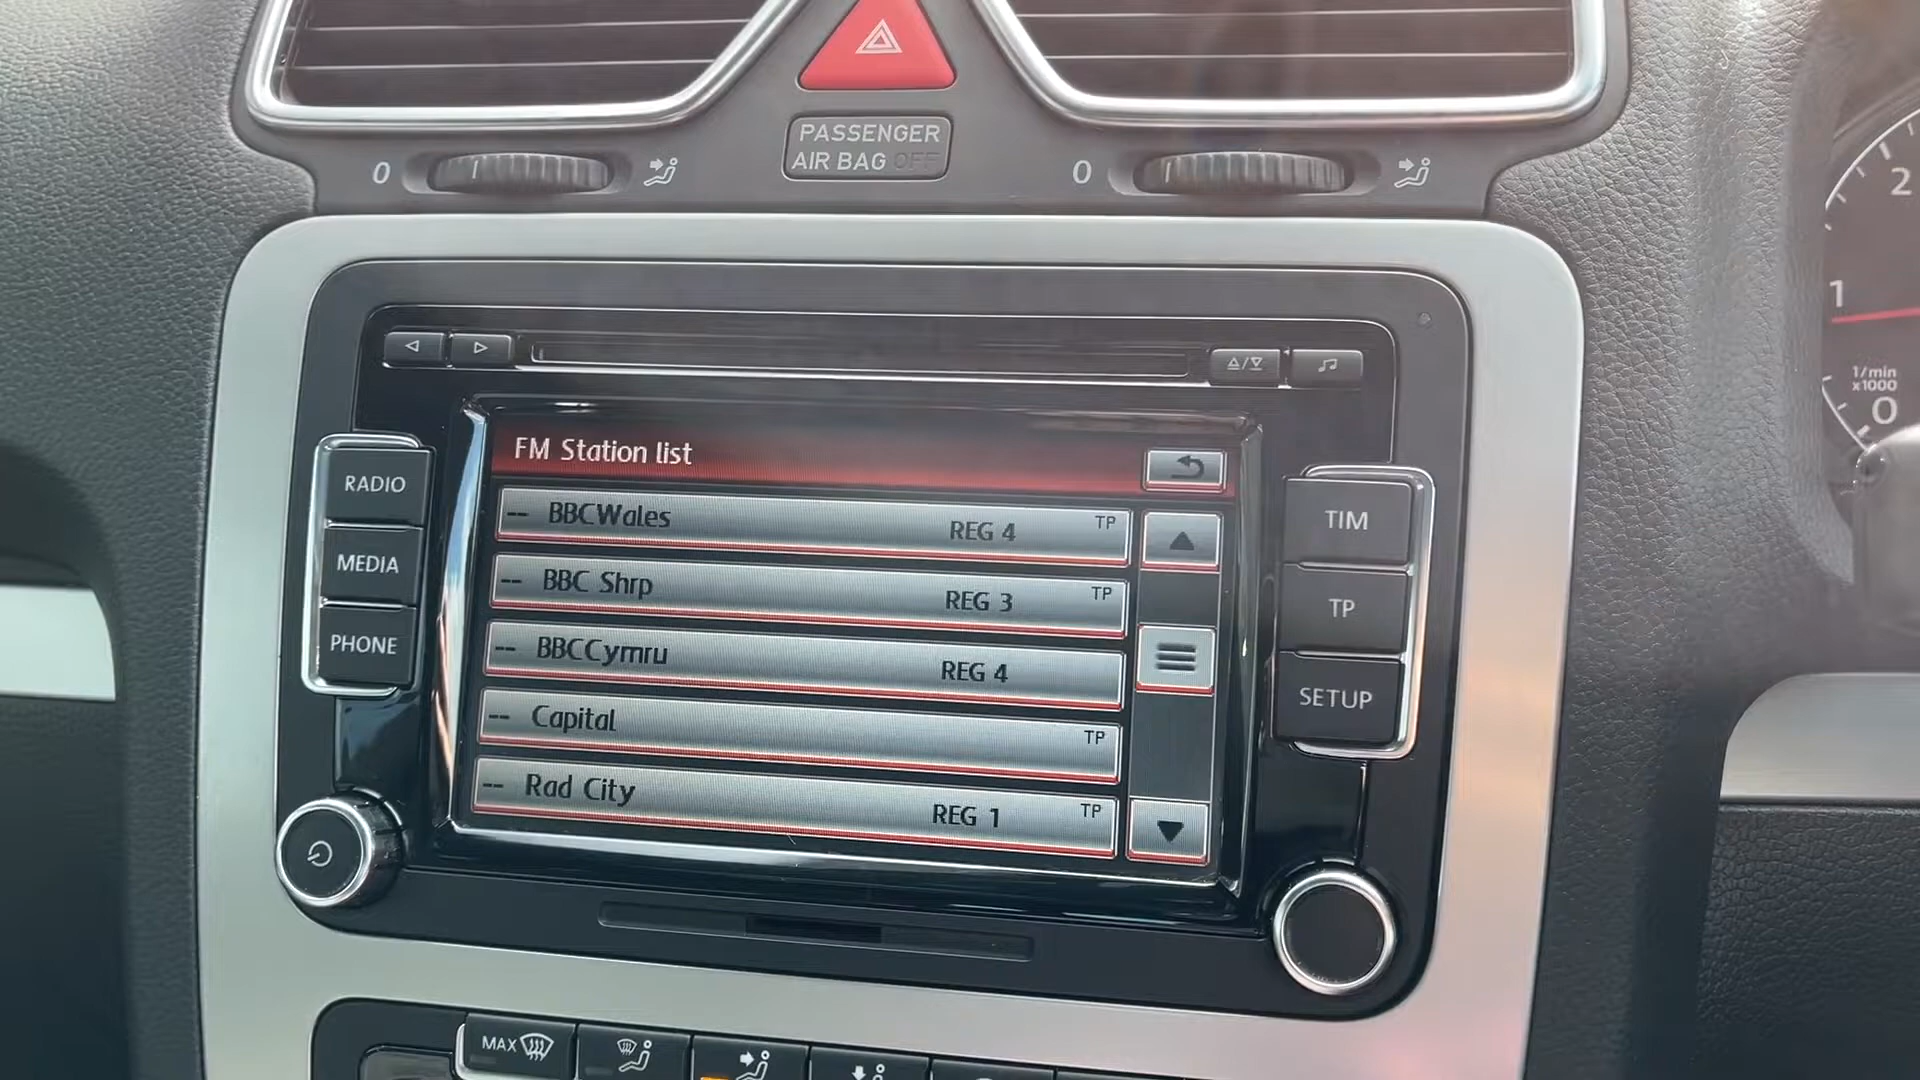 PASSENGER
AIR BAG OFF
0
0
2
1
1/min
x1000
0
RADIO
MEDIA
PHONE
FM Station list
-- BBCWales REG 4 TP
-- BBC Shrp REG 3 TP
-- BBCCymru REG 4
-- Capital TP
-- Rad City REG 1 TP
TIM
TP
SETUP
MAX